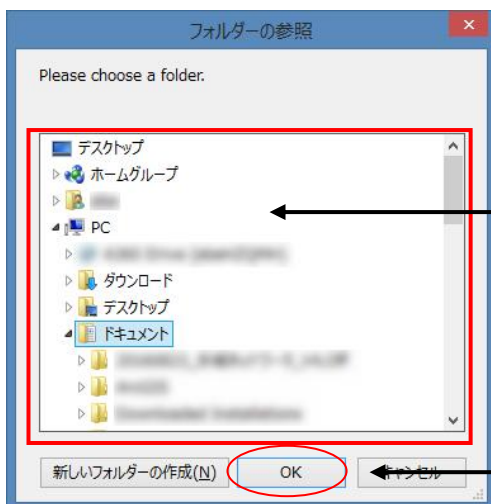 フォルダーの参照
Please choose a folder.
デスクトップ
ホームグループ
PC
ダウンロード
デスクトップ
ドキュメント
新しいフォルダーの作成(N)
OK
キャンセル